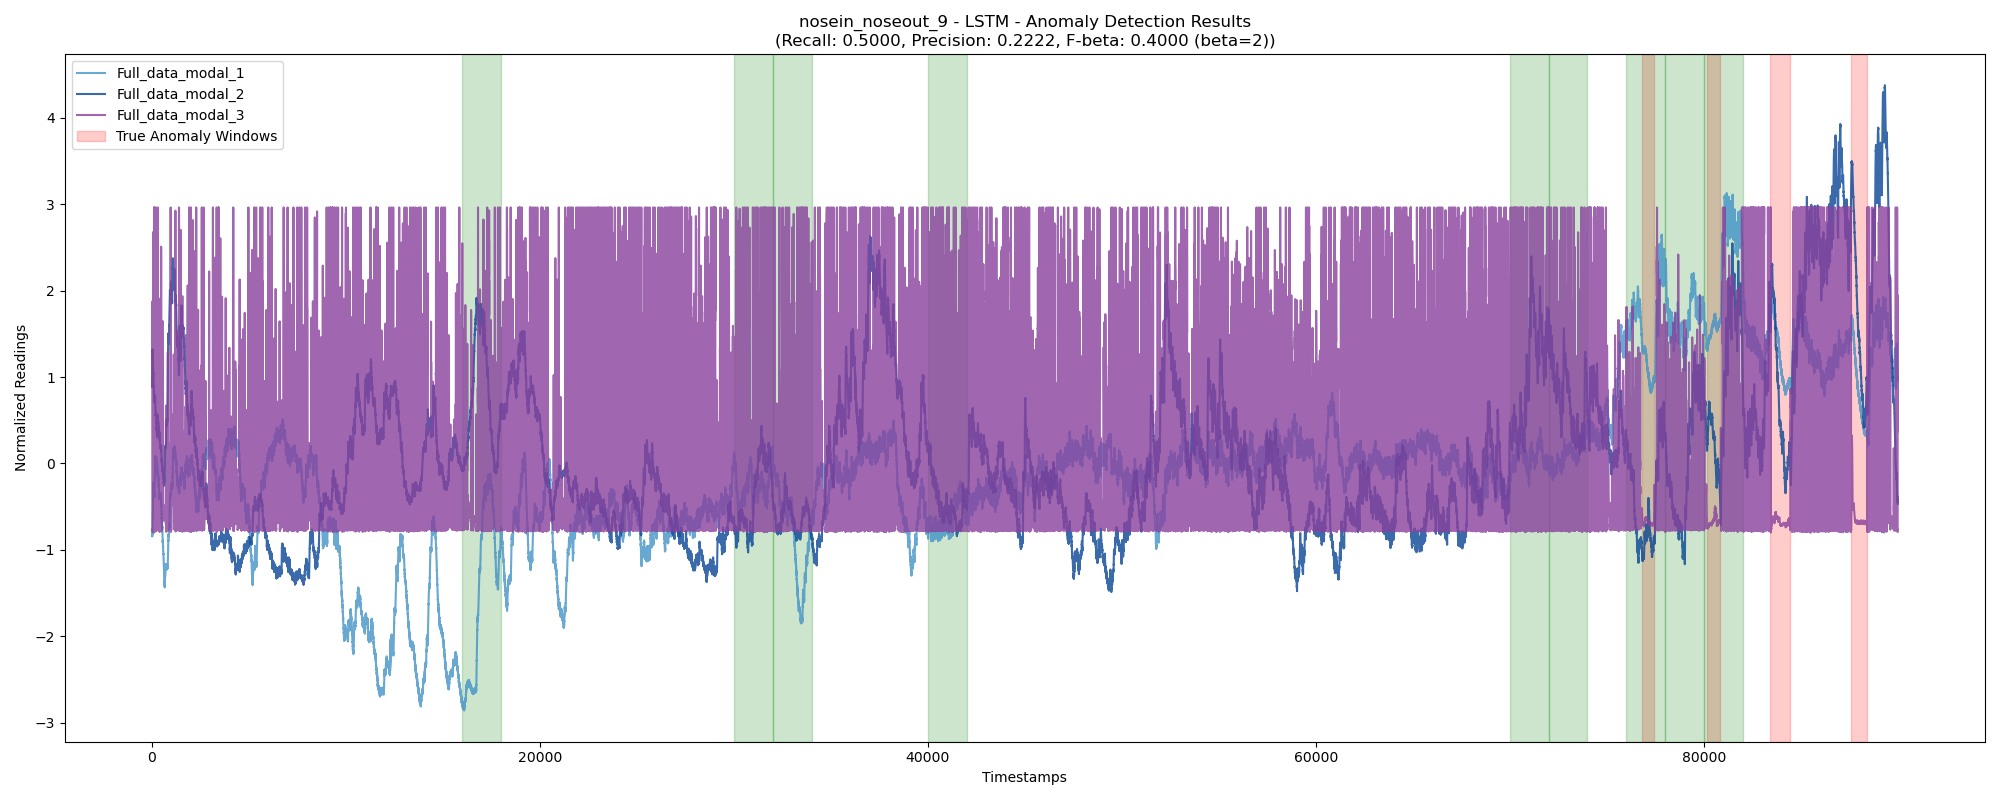 nosein_noseout_9 - LSTM - Anomaly Detection Results
(Recall: 0.5000, Precision: 0.2222, F-beta: 0.4000 (beta=2))
Full_data_modal_1
Full_data_modal_2
Full_data_modal_3
True Anomaly Windows
Normalized Readings
4
3
2
1
0
−1
−2
−3
0
20000
40000
60000
80000
Timestamps